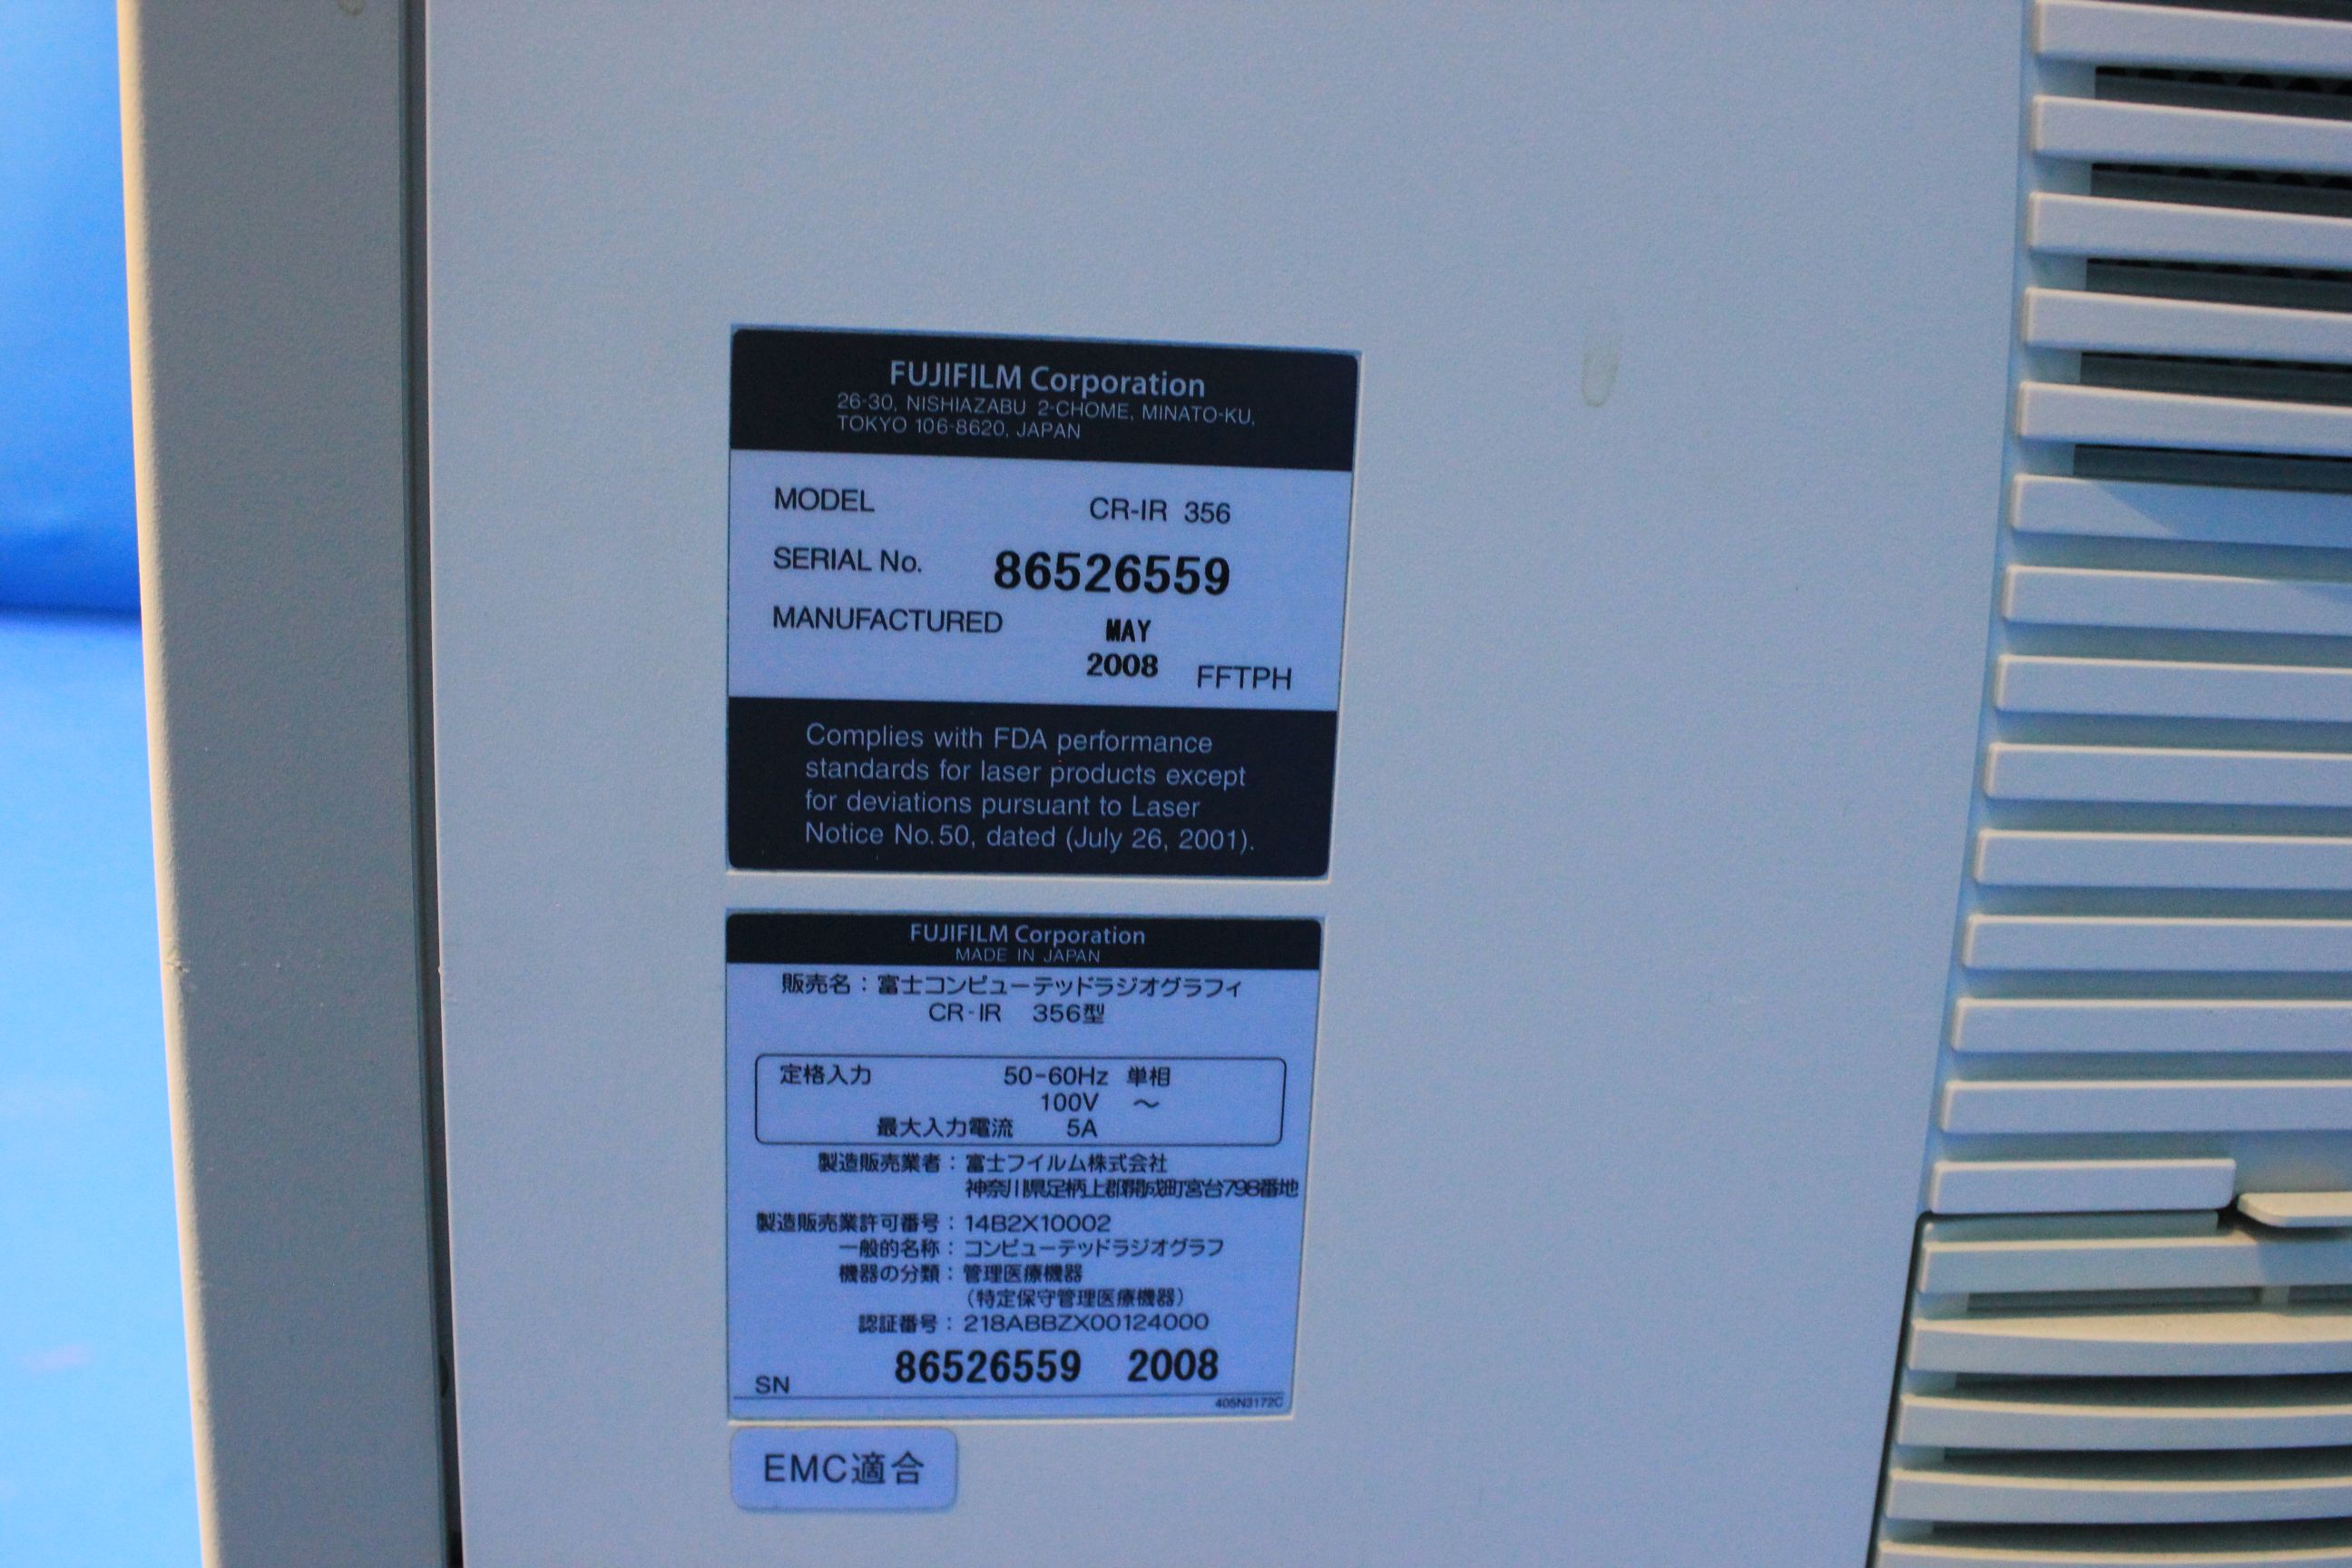 FUJIFILM Corporation
26-30, NISHIAZABU 2-CHOME, MINATO-KU,
TOKYO 106-8620, JAPAN
MODEL CR-IR 356
SERIAL No. 86526559
MANUFACTURED MAY
2008 FFTPH
Complies with FDA performance
standards for laser products except
for deviations pursuant to Laser
Notice No.50, dated (July 26, 2001).
FUJIFILM Corporation
MADE IN JAPAN
販売名：富士コンピューテッドラジオグラフィ
CR-IR 356型
定格入力 50-60Hz 単相
100V ～
最大入力電流 5A
製造販売業者：富士フイルム株式会社
神奈川県足柄上郡開成町宮台798番地
製造販売業許可番号：14B2X10002
一般的名称：コンピューテッドラジオグラフ
機器の分類：管理医療機器
（特定保守管理医療機器）
認証番号：218ABBZX00124000
SN 86526559 2008
405N3172C
EMC適合